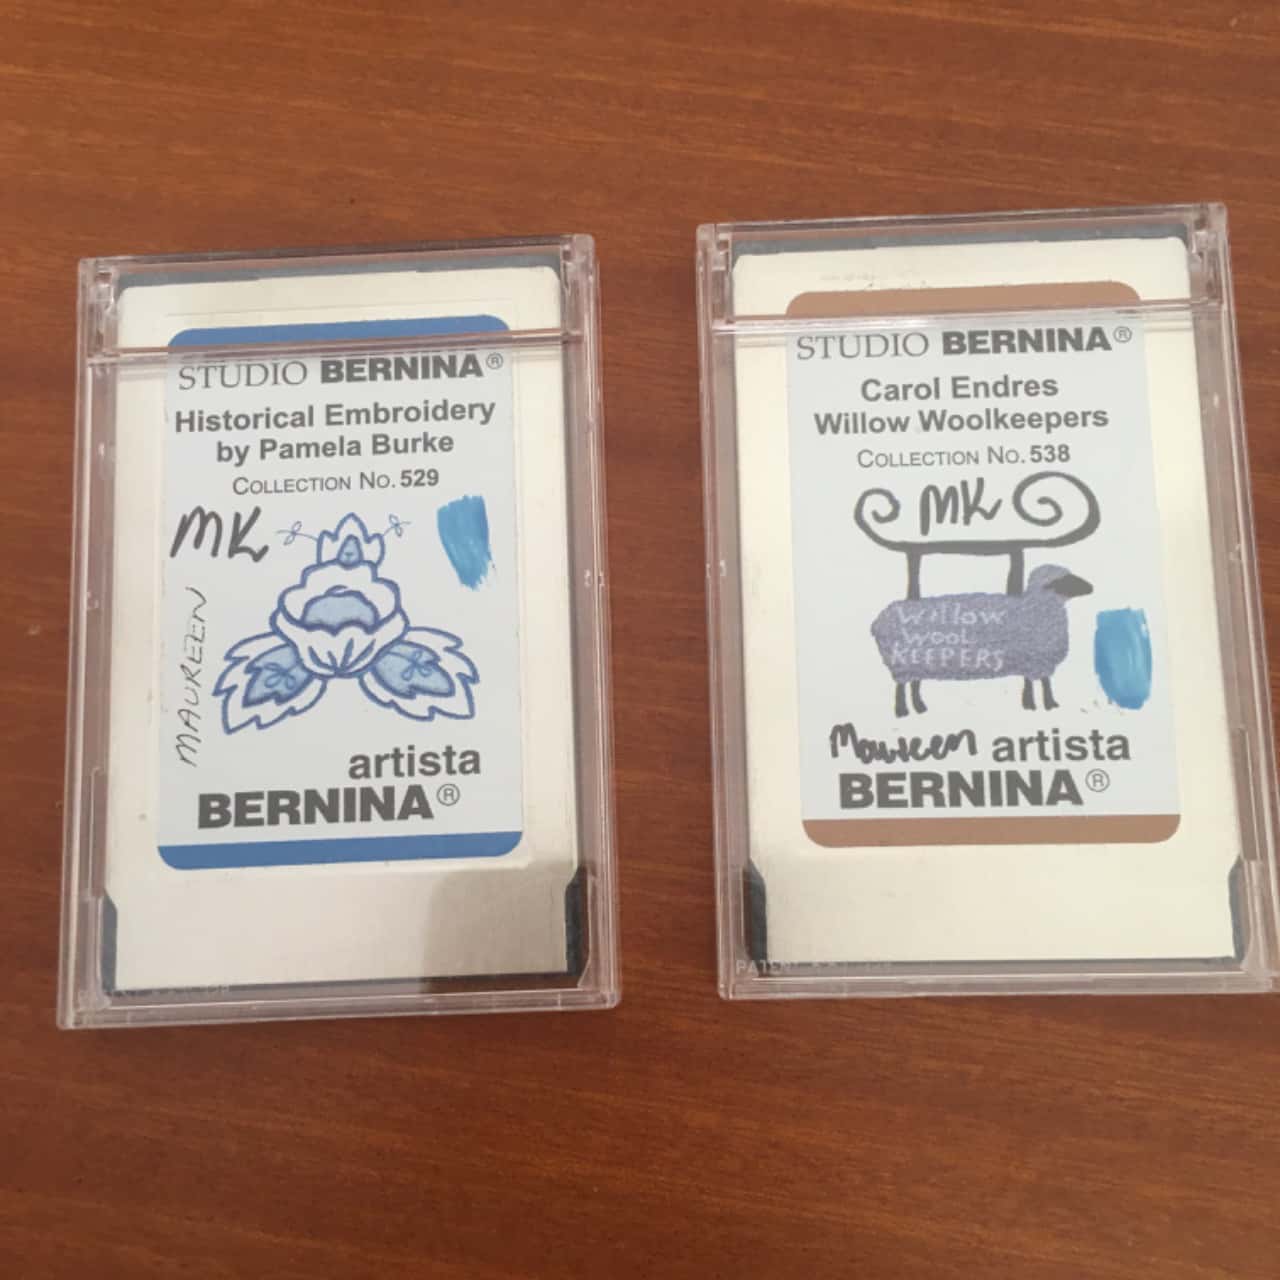 STUDIO BERNINA®
Historical Embroidery
by Pamela Burke
COLLECTION No. 529
MK
MAUREEN
artista
BERNINA®
STUDIO BERNINA®
Carol Endres
Willow Woolkeepers
COLLECTION No. 538
MK
Willow
Wool
KEEPERS
Maureen artista
BERNINA®